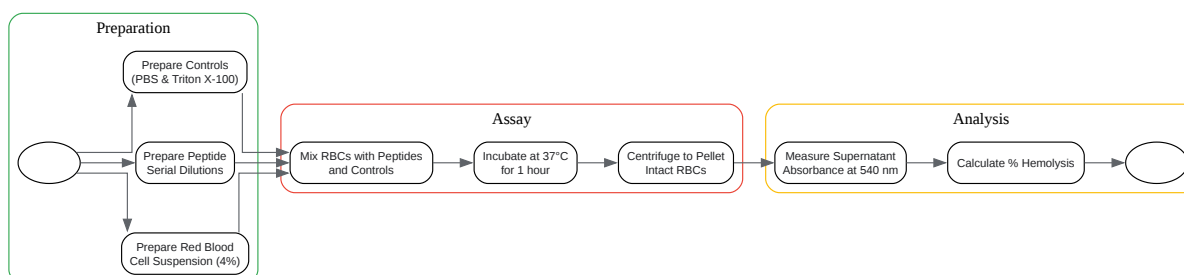 Preparation
Prepare Controls
(PBS & Triton X-100)
Prepare Peptide
Serial Dilutions
Prepare Red Blood
Cell Suspension (4%)
Assay
Mix RBCs with Peptides
and Controls
Incubate at 37°C
for 1 hour
Centrifuge to Pellet
Intact RBCs
Analysis
Measure Supernatant
Absorbance at 540 nm
Calculate % Hemolysis